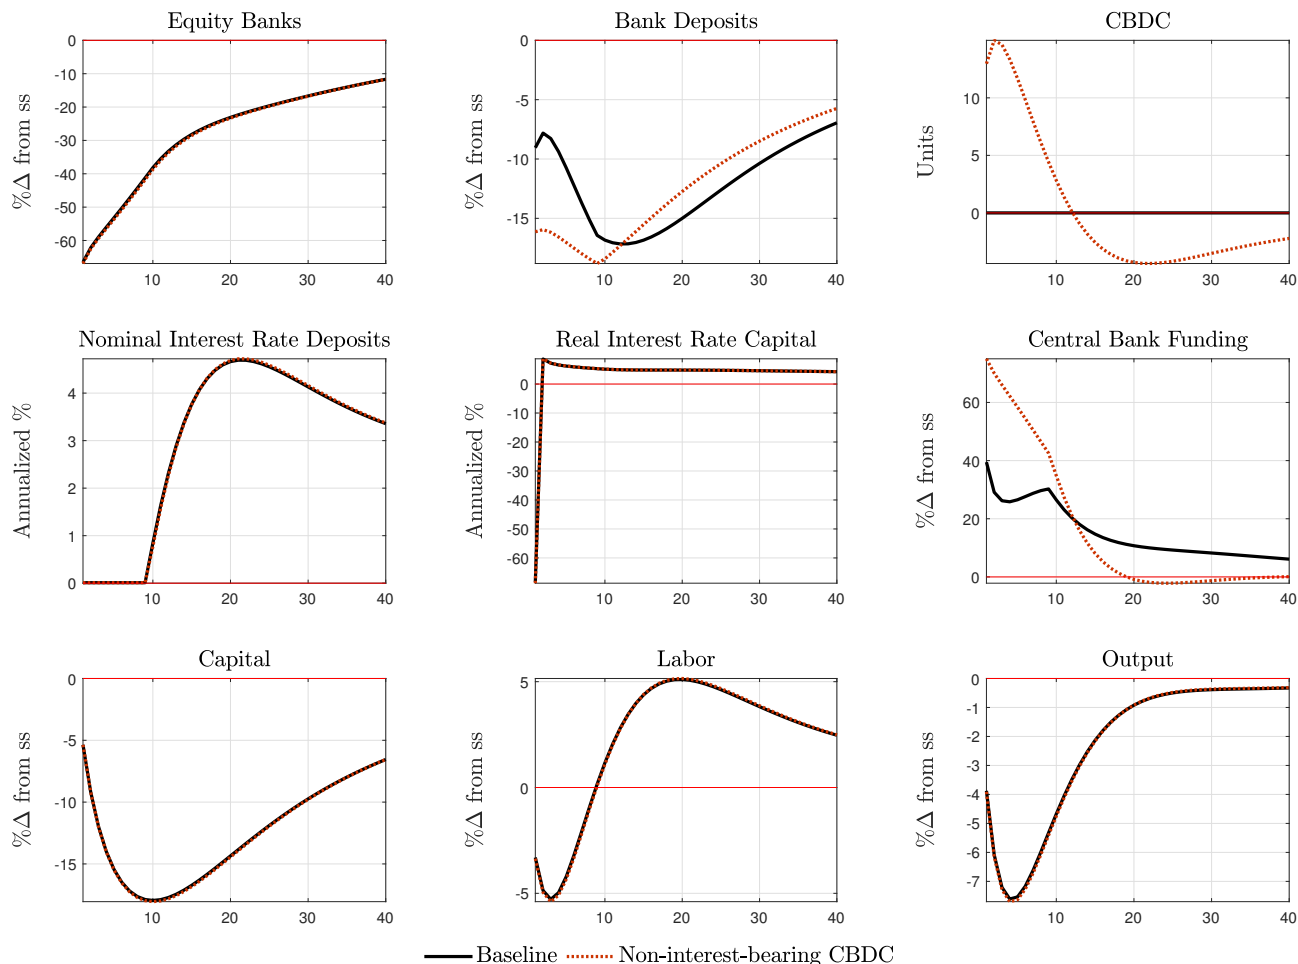 Equity Banks
Bank Deposits
CBDC
%Δ from ss
0
-10
-20
-30
-40
-50
-60
10 20 30 40
%Δ from ss
0
-5
-10
-15
10 20 30 40
Units
10
5
0
10 20 30 40
Nominal Interest Rate Deposits
Real Interest Rate Capital
Central Bank Funding
Annualized %
4
3
2
1
0
10 20 30 40
Annualized %
0
-10
-20
-30
-40
-50
-60
10 20 30 40
%Δ from ss
60
40
20
0
10 20 30 40
Capital
Labor
Output
%Δ from ss
0
-5
-10
-15
10 20 30 40
%Δ from ss
5
0
-5
10 20 30 40
%Δ from ss
0
-1
-2
-3
-4
-5
-6
-7
10 20 30 40
Baseline Non-interest-bearing CBDC